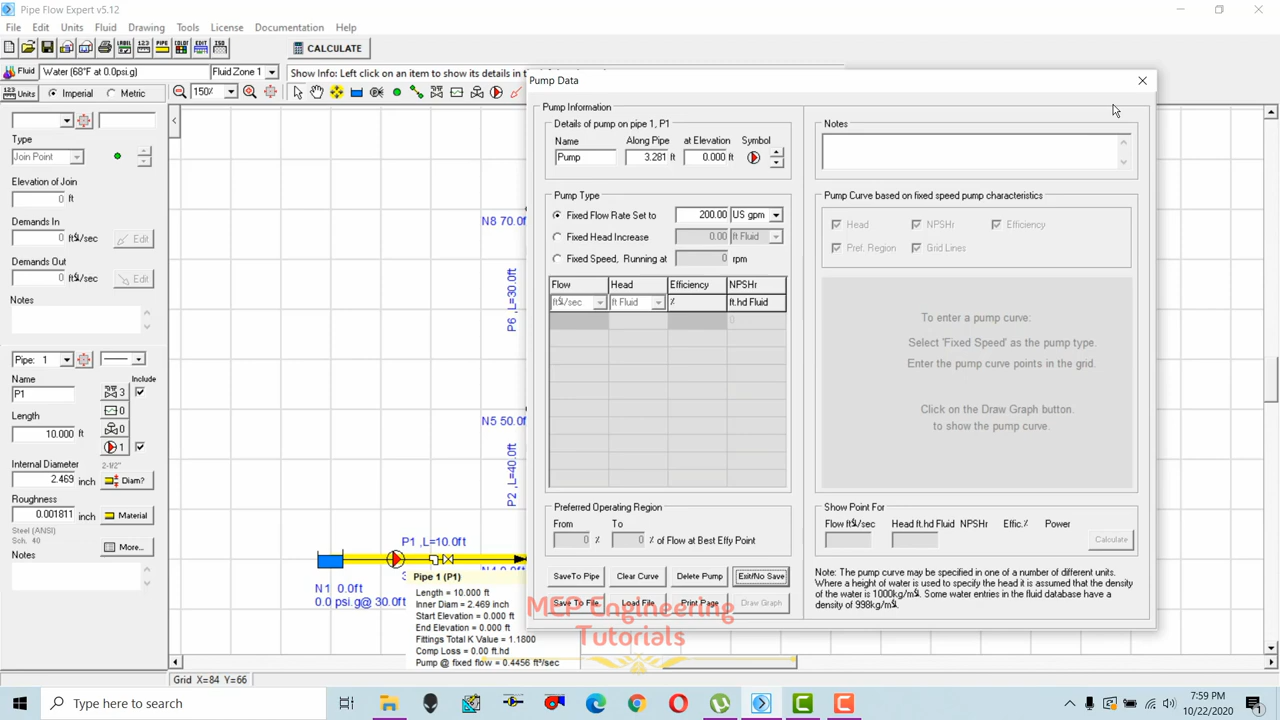 Pipe Flow Expert v5.12
File Edit Units Fluid Drawing Tools License Documentation Help
CALCULATE
Fluid Water (68°F at 0.0psi.g) Fluid Zone 1 Show Info: Left click on an item to show its details in t
Units Imperial Metric 150%
Type
Join Point
Elevation of Join
0 ft
Demands In
0 ft³/sec Edit
Demands Out
0 ft³/sec Edit
Notes
Pipe: 1
Name Include
P1 3
Length 0
10.000 ft 0
1
Internal Diameter 2-1/2"
2.469 inch Diam?
Roughness
0.001811 inch Material
Steel (ANSI)
Sch. 40 More...
Notes
N8 70.0f
P6 ,L=30.0ft
N5 50.0f
P2 ,L=40.0ft
P1 ,L=10.0ft
N1 0.0ft
0.0 psi.g@ 30.0ft
Pipe 1 (P1)
Length = 10.000 ft
Inner Diam = 2.469 inch
Start Elevation = 0.000 ft
End Elevation = 0.000 ft
Fittings Total K Value = 1.1800
Comp Loss = 0.00 ft.hd
Pump @ fixed flow = 0.4456 ft³/sec
Pump Data
Pump Information
Details of pump on pipe 1, P1
Name Along Pipe at Elevation Symbol
Pump 3.281 ft 0.000 ft
Pump Type
Fixed Flow Rate Set to 200.00 US gpm
Fixed Head Increase 0.00 ft Fluid
Fixed Speed, Running at 0 rpm
Flow Head Efficiency NPSHr
ft³/sec ft Fluid % ft.hd Fluid
0
Preferred Operating Region
From To
0 % 0 % of Flow at Best Effy Point
SaveTo Pipe Clear Curve Delete Pump Exit/No Save
Save To File Load File Print Page Draw Graph
Notes
Pump Curve based on fixed speed pump characteristics
Head NPSHr Efficiency
Pref. Region Grid Lines
To enter a pump curve:
Select 'Fixed Speed' as the pump type.
Enter the pump curve points in the grid.
Click on the Draw Graph button.
to show the pump curve.
Show Point For
Flow ft³/sec Head ft.hd Fluid NPSHr Effic.% Power
Calculate
Note: The pump curve may be specified in one of a number of different units.
Where a height of water is used to specify the head it is assumed that the density
of the water is 1000kg/m³. Some water entries in the fluid database have a
density of 998kg/m³.
MEP Engineering
Tutorials
Grid X=84 Y=66
Type here to search
7:59 PM
10/22/2020